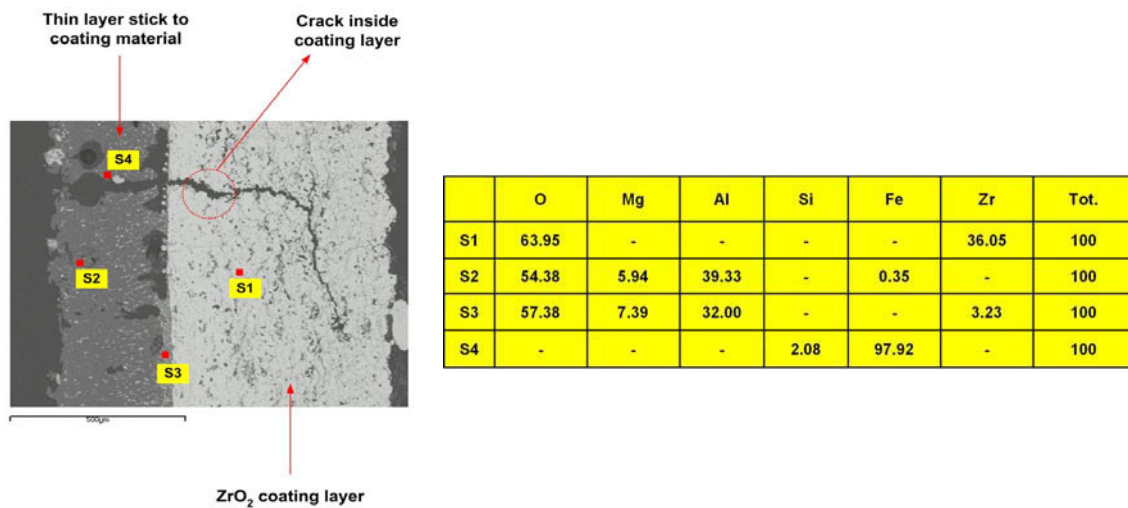 Thin layer stick to
coating material
Crack inside
coating layer
S4
S2
S1
S3
500µm
ZrO2 coating layer
O Mg Al Si Fe Zr Tot.
S1 63.95 - - - - 36.05 100
S2 54.38 5.94 39.33 - 0.35 - 100
S3 57.38 7.39 32.00 - - 3.23 100
S4 - - - 2.08 97.92 - 100